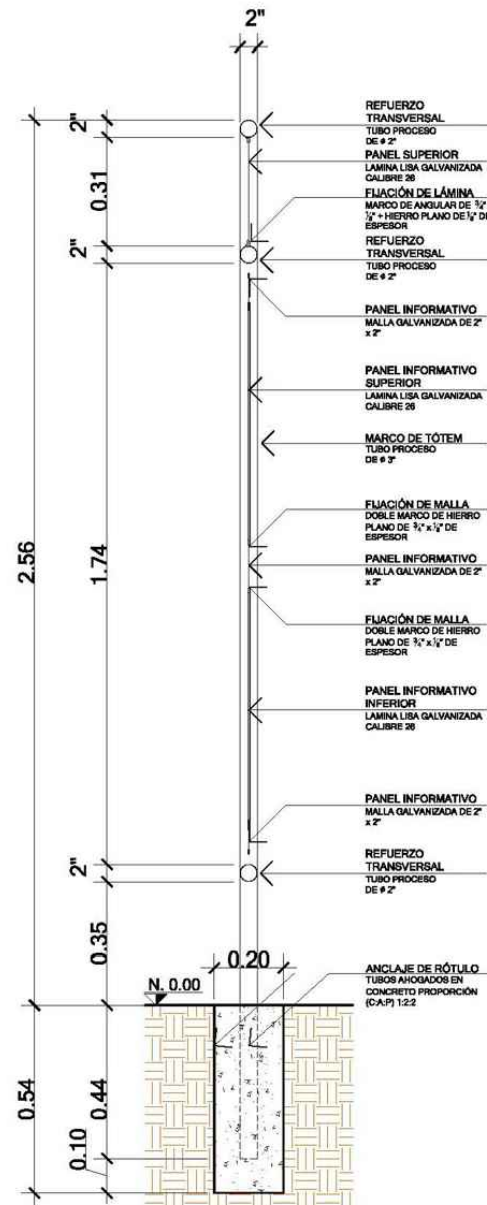 2"
REFUERZO
TRANSVERSAL
TUBO PROCESO
DE ø 2"
2"
PANEL SUPERIOR
LAMINA LISA GALVANIZADA
CALIBRE 26
0.31
FIJACIÓN DE LÁMINA
MARCO DE ANGULAR DE ¾"
⅛" + HIERRO PLANO DE ⅛" DE
ESPESOR
2"
REFUERZO
TRANSVERSAL
TUBO PROCESO
DE ø 2"
PANEL INFORMATIVO
MALLA GALVANIZADA DE 2"
x 2"
PANEL INFORMATIVO
SUPERIOR
LAMINA LISA GALVANIZADA
CALIBRE 26
MARCO DE TÓTEM
TUBO PROCESO
DE ø 3"
FIJACIÓN DE MALLA
DOBLE MARCO DE HIERRO
PLANO DE ¾" x ⅛" DE
ESPESOR
2.56
1.74
PANEL INFORMATIVO
MALLA GALVANIZADA DE 2"
x 2"
FIJACIÓN DE MALLA
DOBLE MARCO DE HIERRO
PLANO DE ¾" x ⅛" DE
ESPESOR
PANEL INFORMATIVO
INFERIOR
LAMINA LISA GALVANIZADA
CALIBRE 26
PANEL INFORMATIVO
MALLA GALVANIZADA DE 2"
x 2"
2"
REFUERZO
TRANSVERSAL
TUBO PROCESO
DE ø 2"
0.35
0.20
N. 0.00
ANCLAJE DE RÓTULO
TUBOS AHOGADOS EN
CONCRETO PROPORCIÓN
(C:A:P) 1:2:2
0.54
0.44
0.10